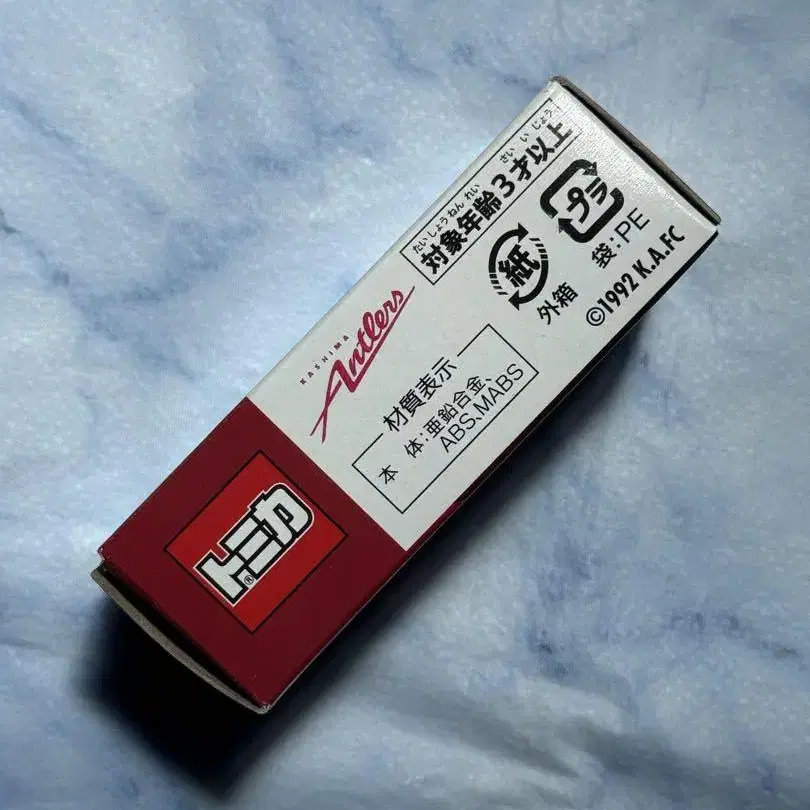 トミカ®
KASHIMA
Antlers
材質表示
本 体:亜鉛合金、
ABS、MABS
たいしょうねんれい さいいじょう
対象年齢3才以上
紙
外箱
プラ
袋:PE
©1992 K.A.FC